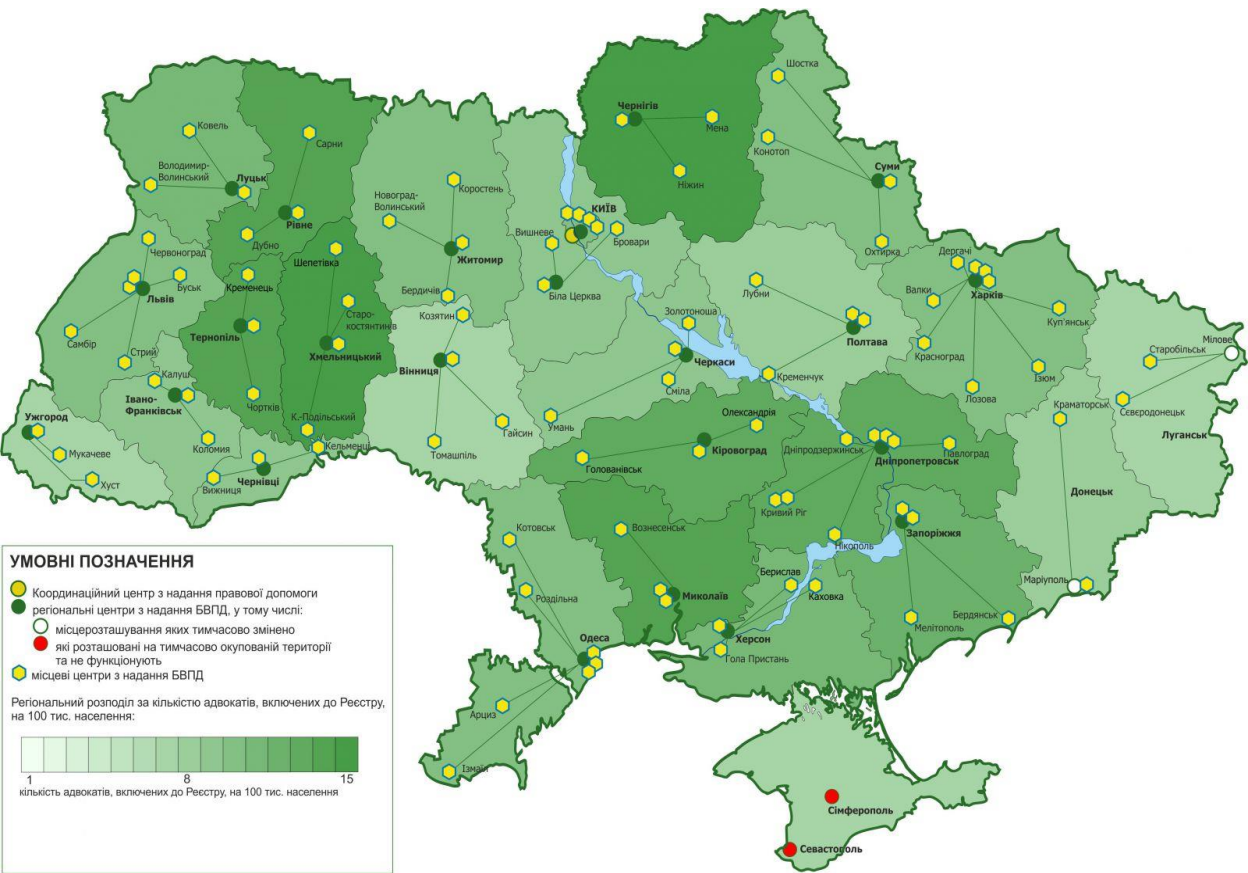 Шостка
Чернігів
Мена
Ковель
Сарни
Конотоп
Володимир-
Волинський
Луцьк
Суми
Ніжин
Новоград-
Волинський
Коростень
КИЇВ
Рівне
Вишневе
Бровари
Дубно
Охтирка
Червоноград
Шепетівка
Житомир
Дергачі
Буськ
Кременець
Львів
Бердичів
Біла Церква
Лубни
Валки
Харків
Старо-
костянтинів
Козятин
Золотоноша
Куп'янськ
Тернопіль
Самбір
Полтава
Хмельницький
Красноград
Мілове
Старобільськ
Стрий
Вінниця
Черкаси
Калуш
Кременчук
Ізюм
Сміла
Лозова
Івано-
Франківськ
Чортків
Сєвєродонецьк
Ужгород
К.-Подільський
Олександрія
Краматорськ
Гайсин
Умань
Луганськ
Мукачеве
Коломия
Кельменці
Томашпіль
Кіровоград
Дніпродзержинськ
Павлоград
Голованівськ
Дніпропетровськ
Хуст
Вижниця
Чернівці
Донецьк
Кривий Ріг
Котовськ
Вознесенськ
Запоріжжя
Нікополь
Берислав
Маріуполь
Роздільна
Миколаїв
Каховка
Бердянськ
Мелітополь
Одеса
Херсон
Гола Пристань
Арциз
Ізмаїл
Сімферополь
Севастополь
УМОВНІ ПОЗНАЧЕННЯ
Координаційний центр з надання правової допомоги
регіональні центри з надання БВПД, у тому числі:
місцерозташування яких тимчасово змінено
які розташовані на тимчасово окупованій території
та не функціонують
місцеві центри з надання БВПД
Регіональний розподіл за кількістю адвокатів, включених до Реєстру,
на 100 тис. населення:
1 8 15
кількість адвокатів, включених до Реєстру, на 100 тис. населення